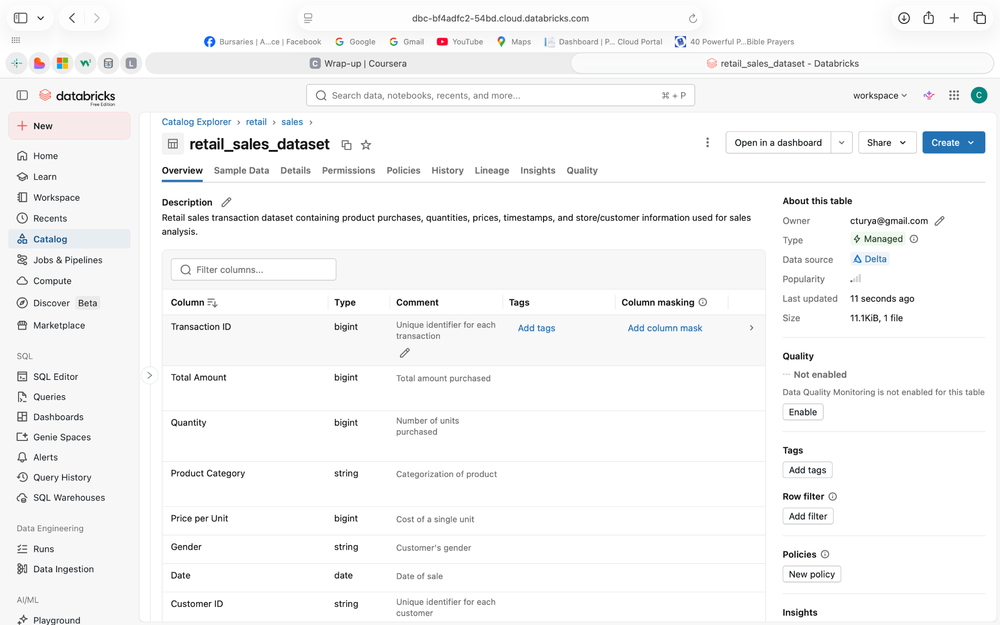 dbc-bf4adfc2-54bd.cloud.databricks.com
Bursaries | A...ce | Facebook
Google
Gmail
YouTube
Maps
Dashboard | P... Cloud Portal
40 Powerful P...Bible Prayers
L
C Wrap-up | Coursera
retail_sales_dataset - Databricks
databricks
Free Edition
Search data, notebooks, recents, and more...
⌘ + P
workspace
C
New
Home
Learn
Workspace
Recents
Catalog
Jobs & Pipelines
Compute
Discover Beta
Marketplace
SQL
SQL Editor
Queries
Dashboards
Genie Spaces
Alerts
Query History
SQL Warehouses
Data Engineering
Runs
Data Ingestion
AI/ML
Playground
Catalog Explorer > retail > sales >
retail_sales_dataset
Open in a dashboard
Share
Create
Overview Sample Data Details Permissions Policies History Lineage Insights Quality
Description
Retail sales transaction dataset containing product purchases, quantities, prices, timestamps, and store/customer information used for sales
analysis.
Filter columns...
Column Type Comment Tags Column masking
Transaction ID bigint Unique identifier for each
transaction
Add tags Add column mask
Total Amount bigint Total amount purchased
Quantity bigint Number of units
purchased
Product Category string Categorization of product
Price per Unit bigint Cost of a single unit
Gender string Customer's gender
Date date Date of sale
Customer ID string Unique identifier for each
customer
About this table
Owner cturya@gmail.com
Type Managed
Data source Delta
Popularity
Last updated 11 seconds ago
Size 11.1KiB, 1 file
Quality
Not enabled
Data Quality Monitoring is not enabled for this table
Enable
Tags
Add tags
Row filter
Add filter
Policies
New policy
Insights